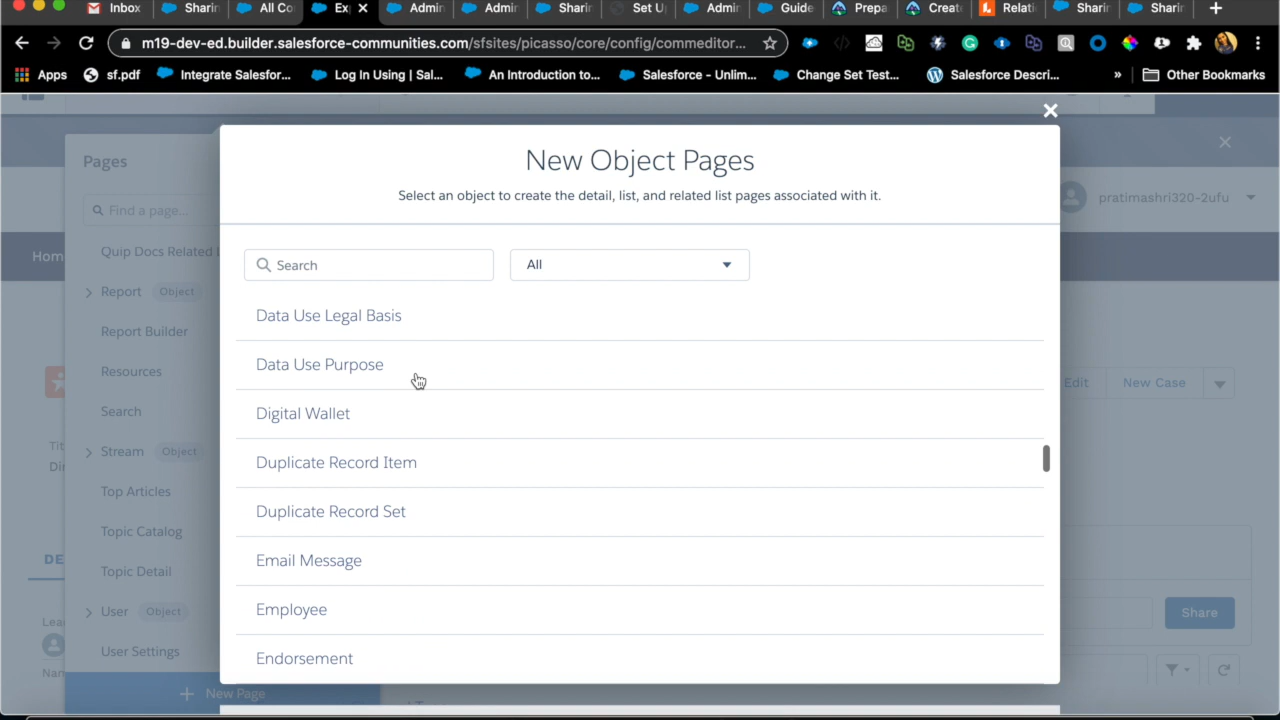 Inbox
Sharin
All Co
Ex
Admin
Admin
Sharin
Set U
Admin
Guide
Prepa
Create
Relati
Sharin
Sharin
m19-dev-ed.builder.salesforce-communities.com/sfsites/picasso/core/config/commeditor...
Apps
sf.pdf
Integrate Salesfor...
Log In Using | Sal...
An Introduction to...
Salesforce - Unlim...
Change Set Test...
Salesforce Descri...
»
Other Bookmarks
Pages
Find a page...
Quip Docs Related
Report Object
Report Builder
Resources
Search
Stream Object
Top Articles
Topic Catalog
Topic Detail
User Object
User Settings
New Page
Hom
Tit
Di
DE
Lea
Nam
New Object Pages
Select an object to create the detail, list, and related list pages associated with it.
Search
All
Data Use Legal Basis
Data Use Purpose
Digital Wallet
Duplicate Record Item
Duplicate Record Set
Email Message
Employee
Endorsement
pratimashri320-2ufu
Edit
New Case
Share